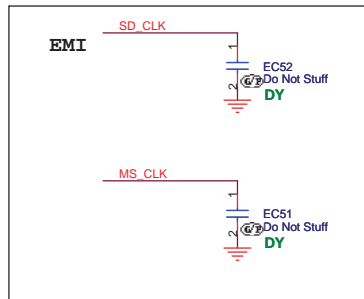 SD_CLK
EMI
1
EC52
2
G/P
Do Not Stuff
DY
MS_CLK
1
EC51
2
G/P
Do Not Stuff
DY